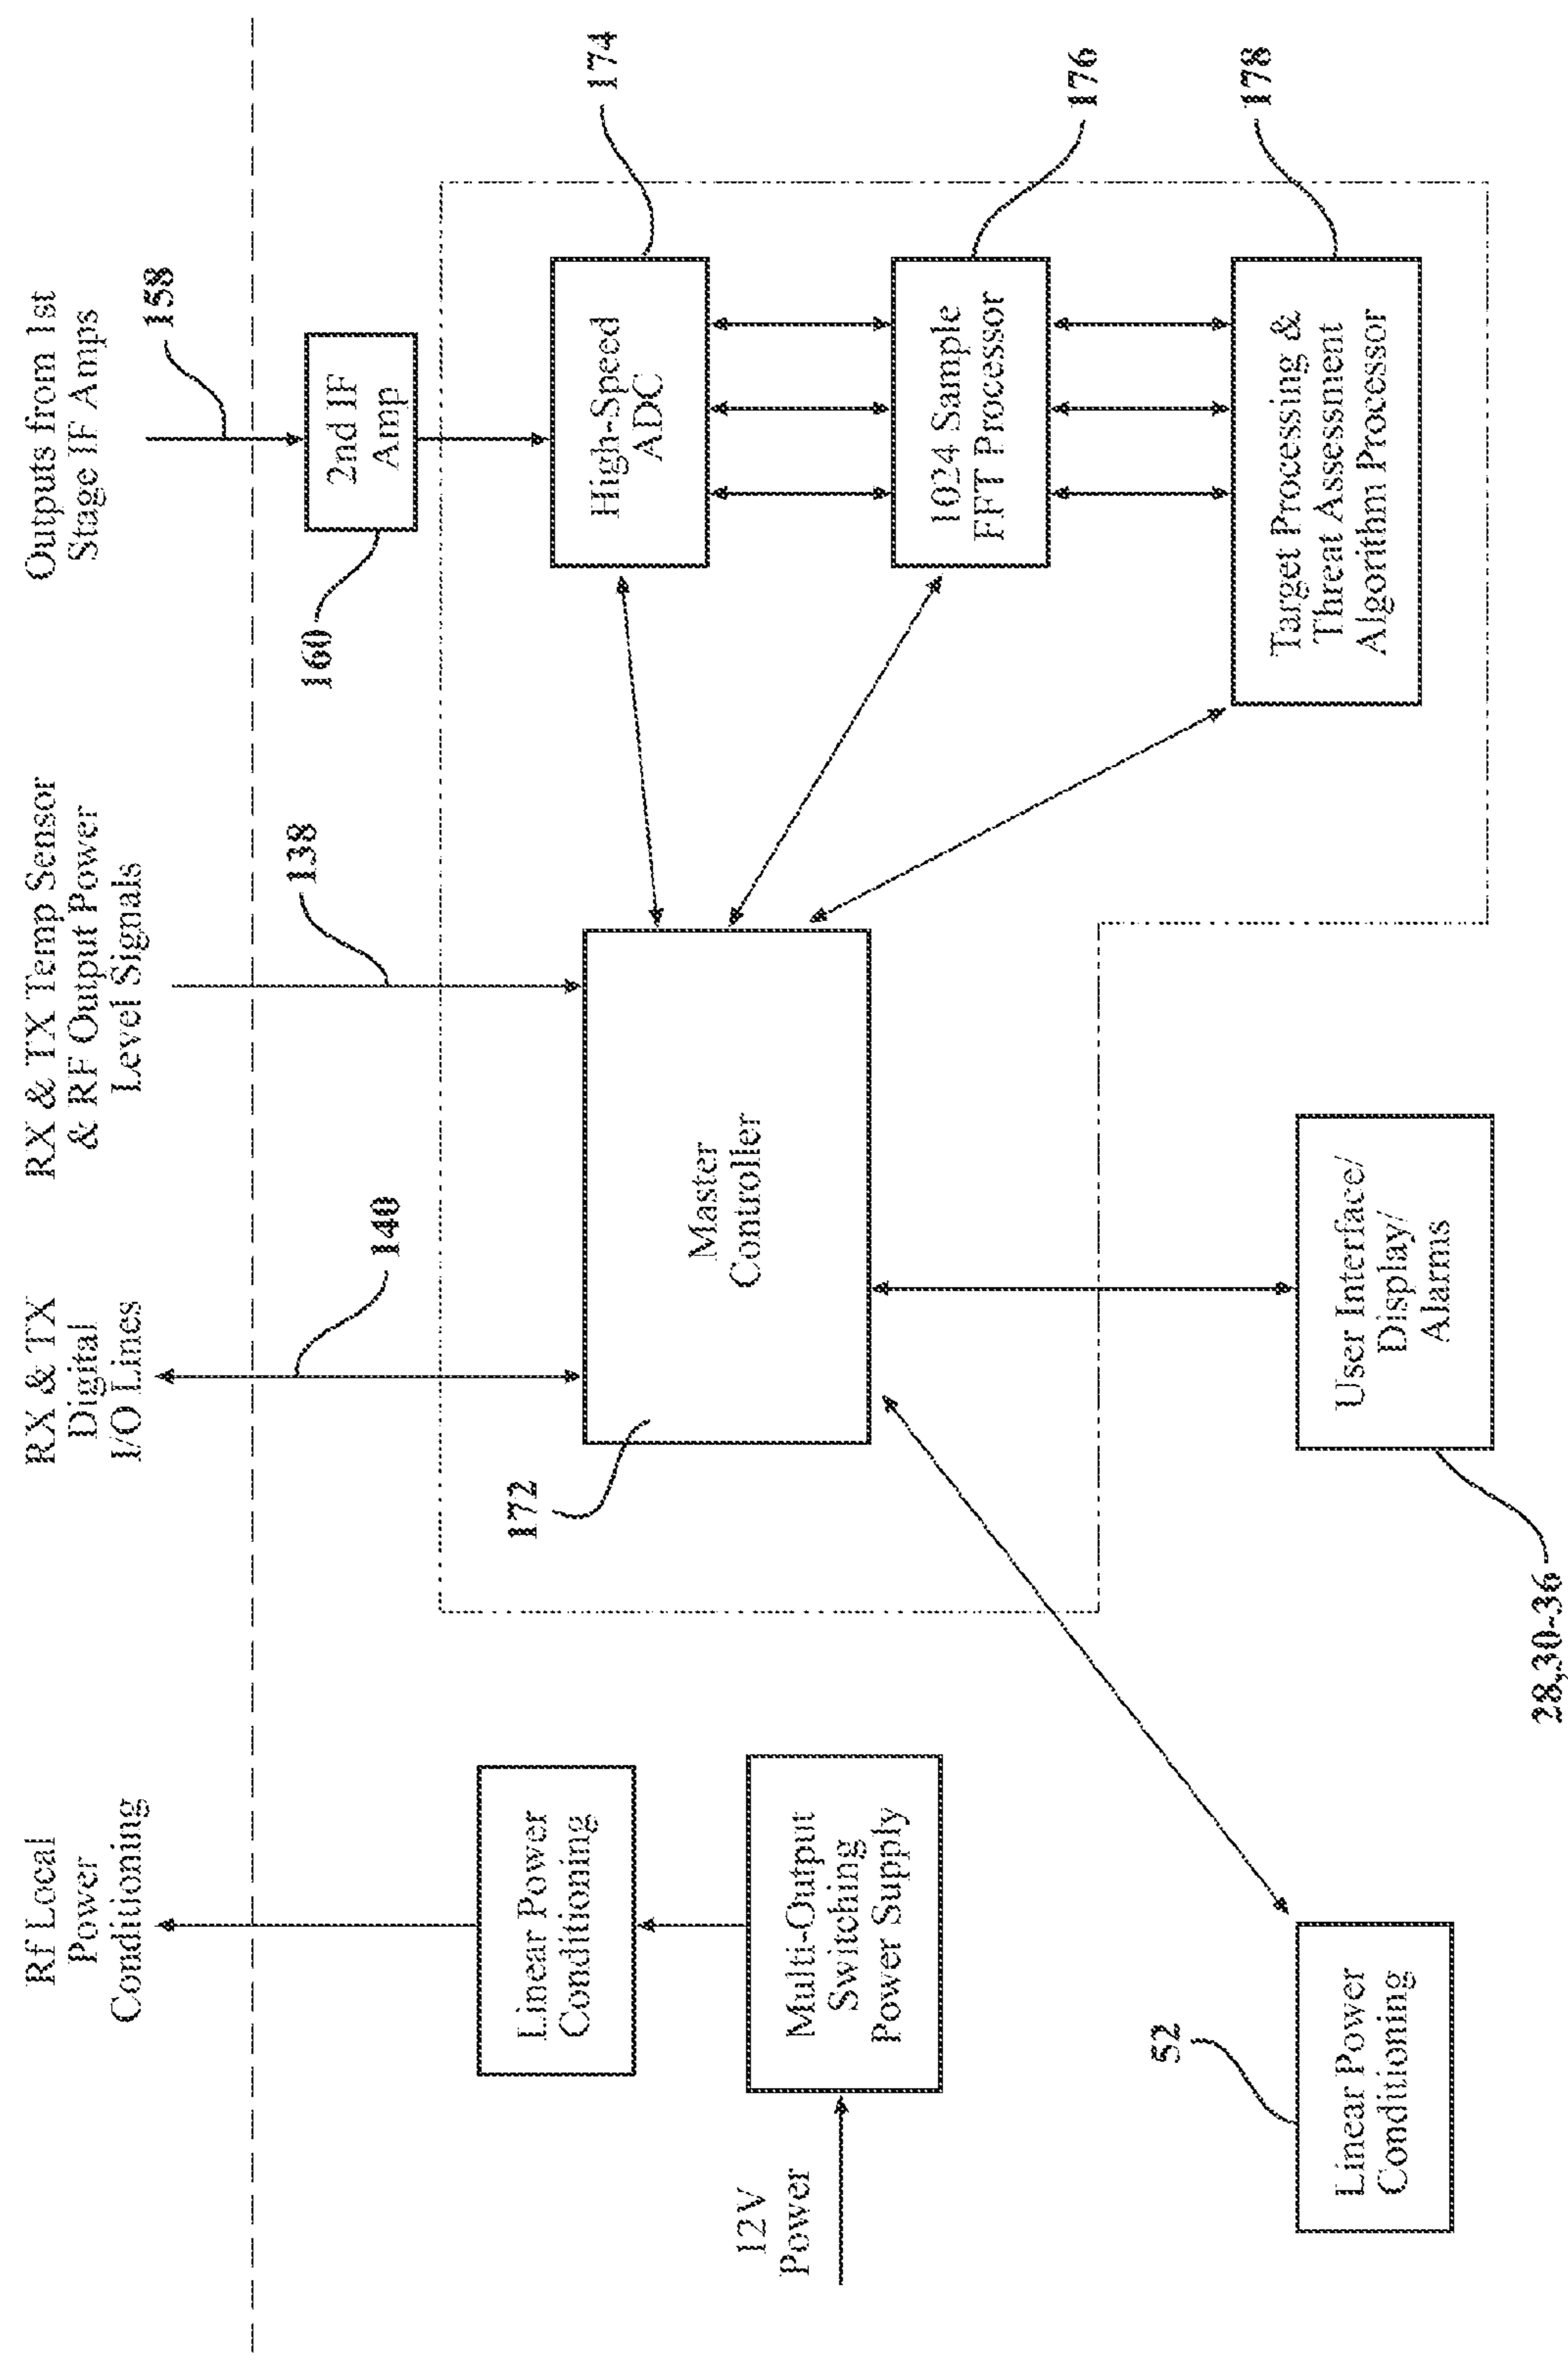 Rf Local
Power
Conditioning
RX & TX
Digital
I/O Lines
RX & TX Temp Sensor
& RF Output Power
Level Signals
Outputs from 1st
Stage IF Amps
158
140
138
160
2nd IF
Amp
174
Linear Power
Conditioning
172
High-Speed
ADC
12V
Power
Multi-Output
Switching
Power Supply
Master
Controller
1024 Sample
FFT Processor
176
52
Linear Power
Conditioning
User Interface/
Display/
Alarms
28,30-36
Target Processing &
Threat Assessment
Algorithm Processor
178